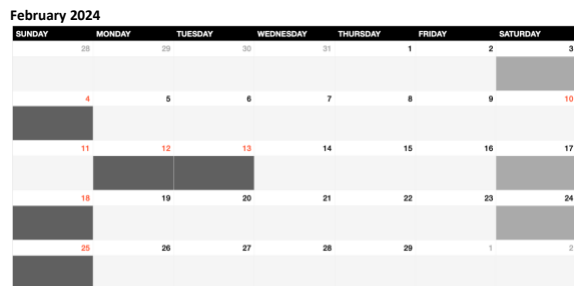 February 2024
SUNDAY MONDAY TUESDAY WEDNESDAY THURSDAY FRIDAY SATURDAY
28 29 30 31 1 2 3
4 5 6 7 8 9 10
11 12 13 14 15 16 17
18 19 20 21 22 23 24
25 26 27 28 29 1 2